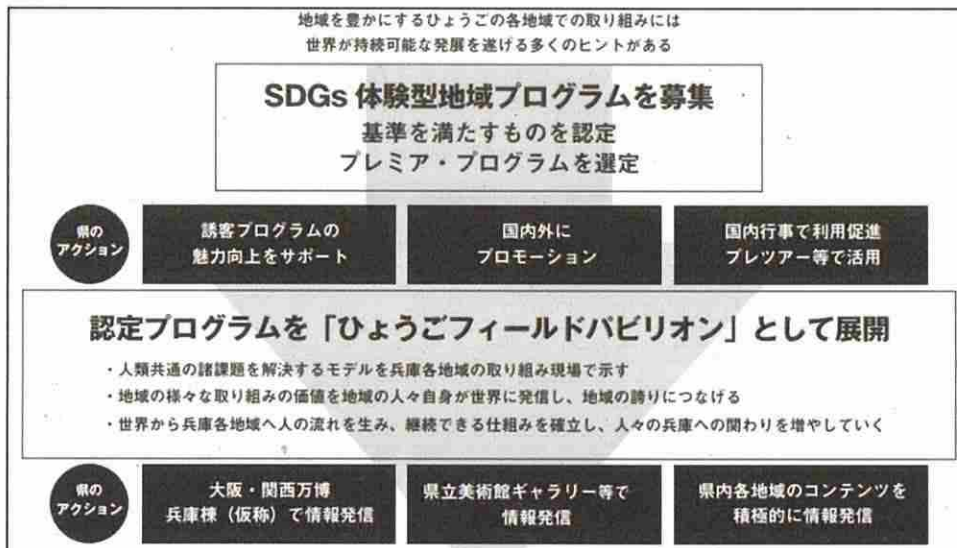 地域を豊かにするひょうごの各地域での取り組みには
世界が持続可能な発展を遂げる多くのヒントがある
SDGs 体験型地域プログラムを募集
基準を満たすものを認定
プレミア・プログラムを選定
県の
アクション
誘客プログラムの
魅力向上をサポート
国内外に
プロモーション
国内行事で利用促進
プレツアー等で活用
認定プログラムを「ひょうごフィールドパビリオン」として展開
・人類共通の諸課題を解決するモデルを兵庫各地域の取り組み現場で示す
・地域の様々な取り組みの価値を地域の人々自身が世界に発信し、地域の誇りにつなげる
・世界から兵庫各地域へ人の流れを生み、継続できる仕組みを確立し、人々の兵庫への関わりを増やしていく
県の
アクション
大阪・関西万博
兵庫棟（仮称）で情報発信
県立美術館ギャラリー等で
情報発信
県内各地域のコンテンツを
積極的に情報発信